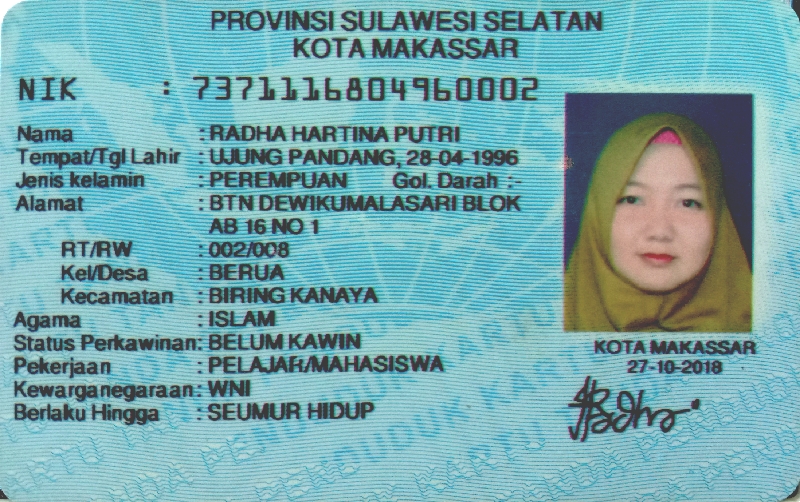 PROVINSI SULAWESI SELATAN
KOTA MAKASSAR
NIK : 7371116804960002
Nama : RADHA HARTINA PUTRI
Tempat/Tgl Lahir : UJUNG PANDANG, 28-04-1996
Jenis kelamin : PEREMPUAN Gol. Darah :-
Alamat : BTN DEWIKUMALASARI BLOK
AB 16 NO 1
RT/RW : 002/008
Kel/Desa : BERUA
Kecamatan : BIRING KANAYA
Agama : ISLAM
Status Perkawinan: BELUM KAWIN
Pekerjaan : PELAJAR/MAHASISWA
Kewarganegaraan: WNI
Berlaku Hingga : SEUMUR HIDUP
KOTA MAKASSAR
27-10-2018